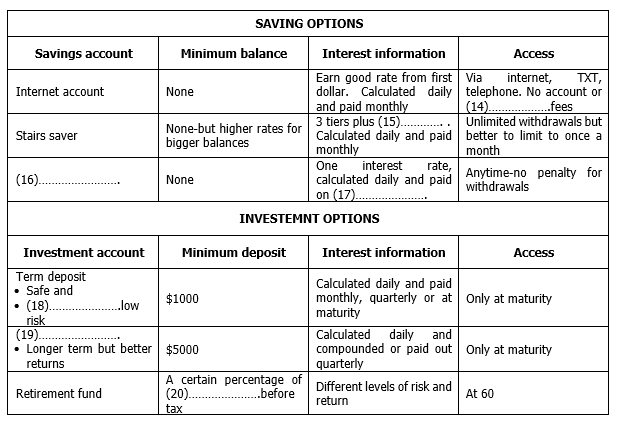 SAVING OPTIONS
Savings account
Minimum balance
Interest information
Access
Internet account
None
Earn good rate from first
dollar. Calculated daily
and paid monthly
Via internet, TXT,
telephone. No account or
(14)………………..fees
Stairs saver
None-but higher rates for
bigger balances
3 tiers plus (15)…………. .
Calculated daily and paid
monthly
Unlimited withdrawals but
better to limit to once a
month
(16)…………………….
None
One interest rate,
calculated daily and paid
on (17)………………….
Anytime-no penalty for
withdrawals
INVESTEMNT OPTIONS
Investment account
Minimum deposit
Interest information
Access
Term deposit
• Safe and
• (18)………………….low
risk
$1000
Calculated daily and paid
monthly, quarterly or at
maturity
Only at maturity
(19)…………………….
• Longer term but better
returns
$5000
Calculated daily and
compounded or paid out
quarterly
Only at maturity
Retirement fund
A certain percentage of
(20)………………….before
tax
Different levels of risk and
return
At 60